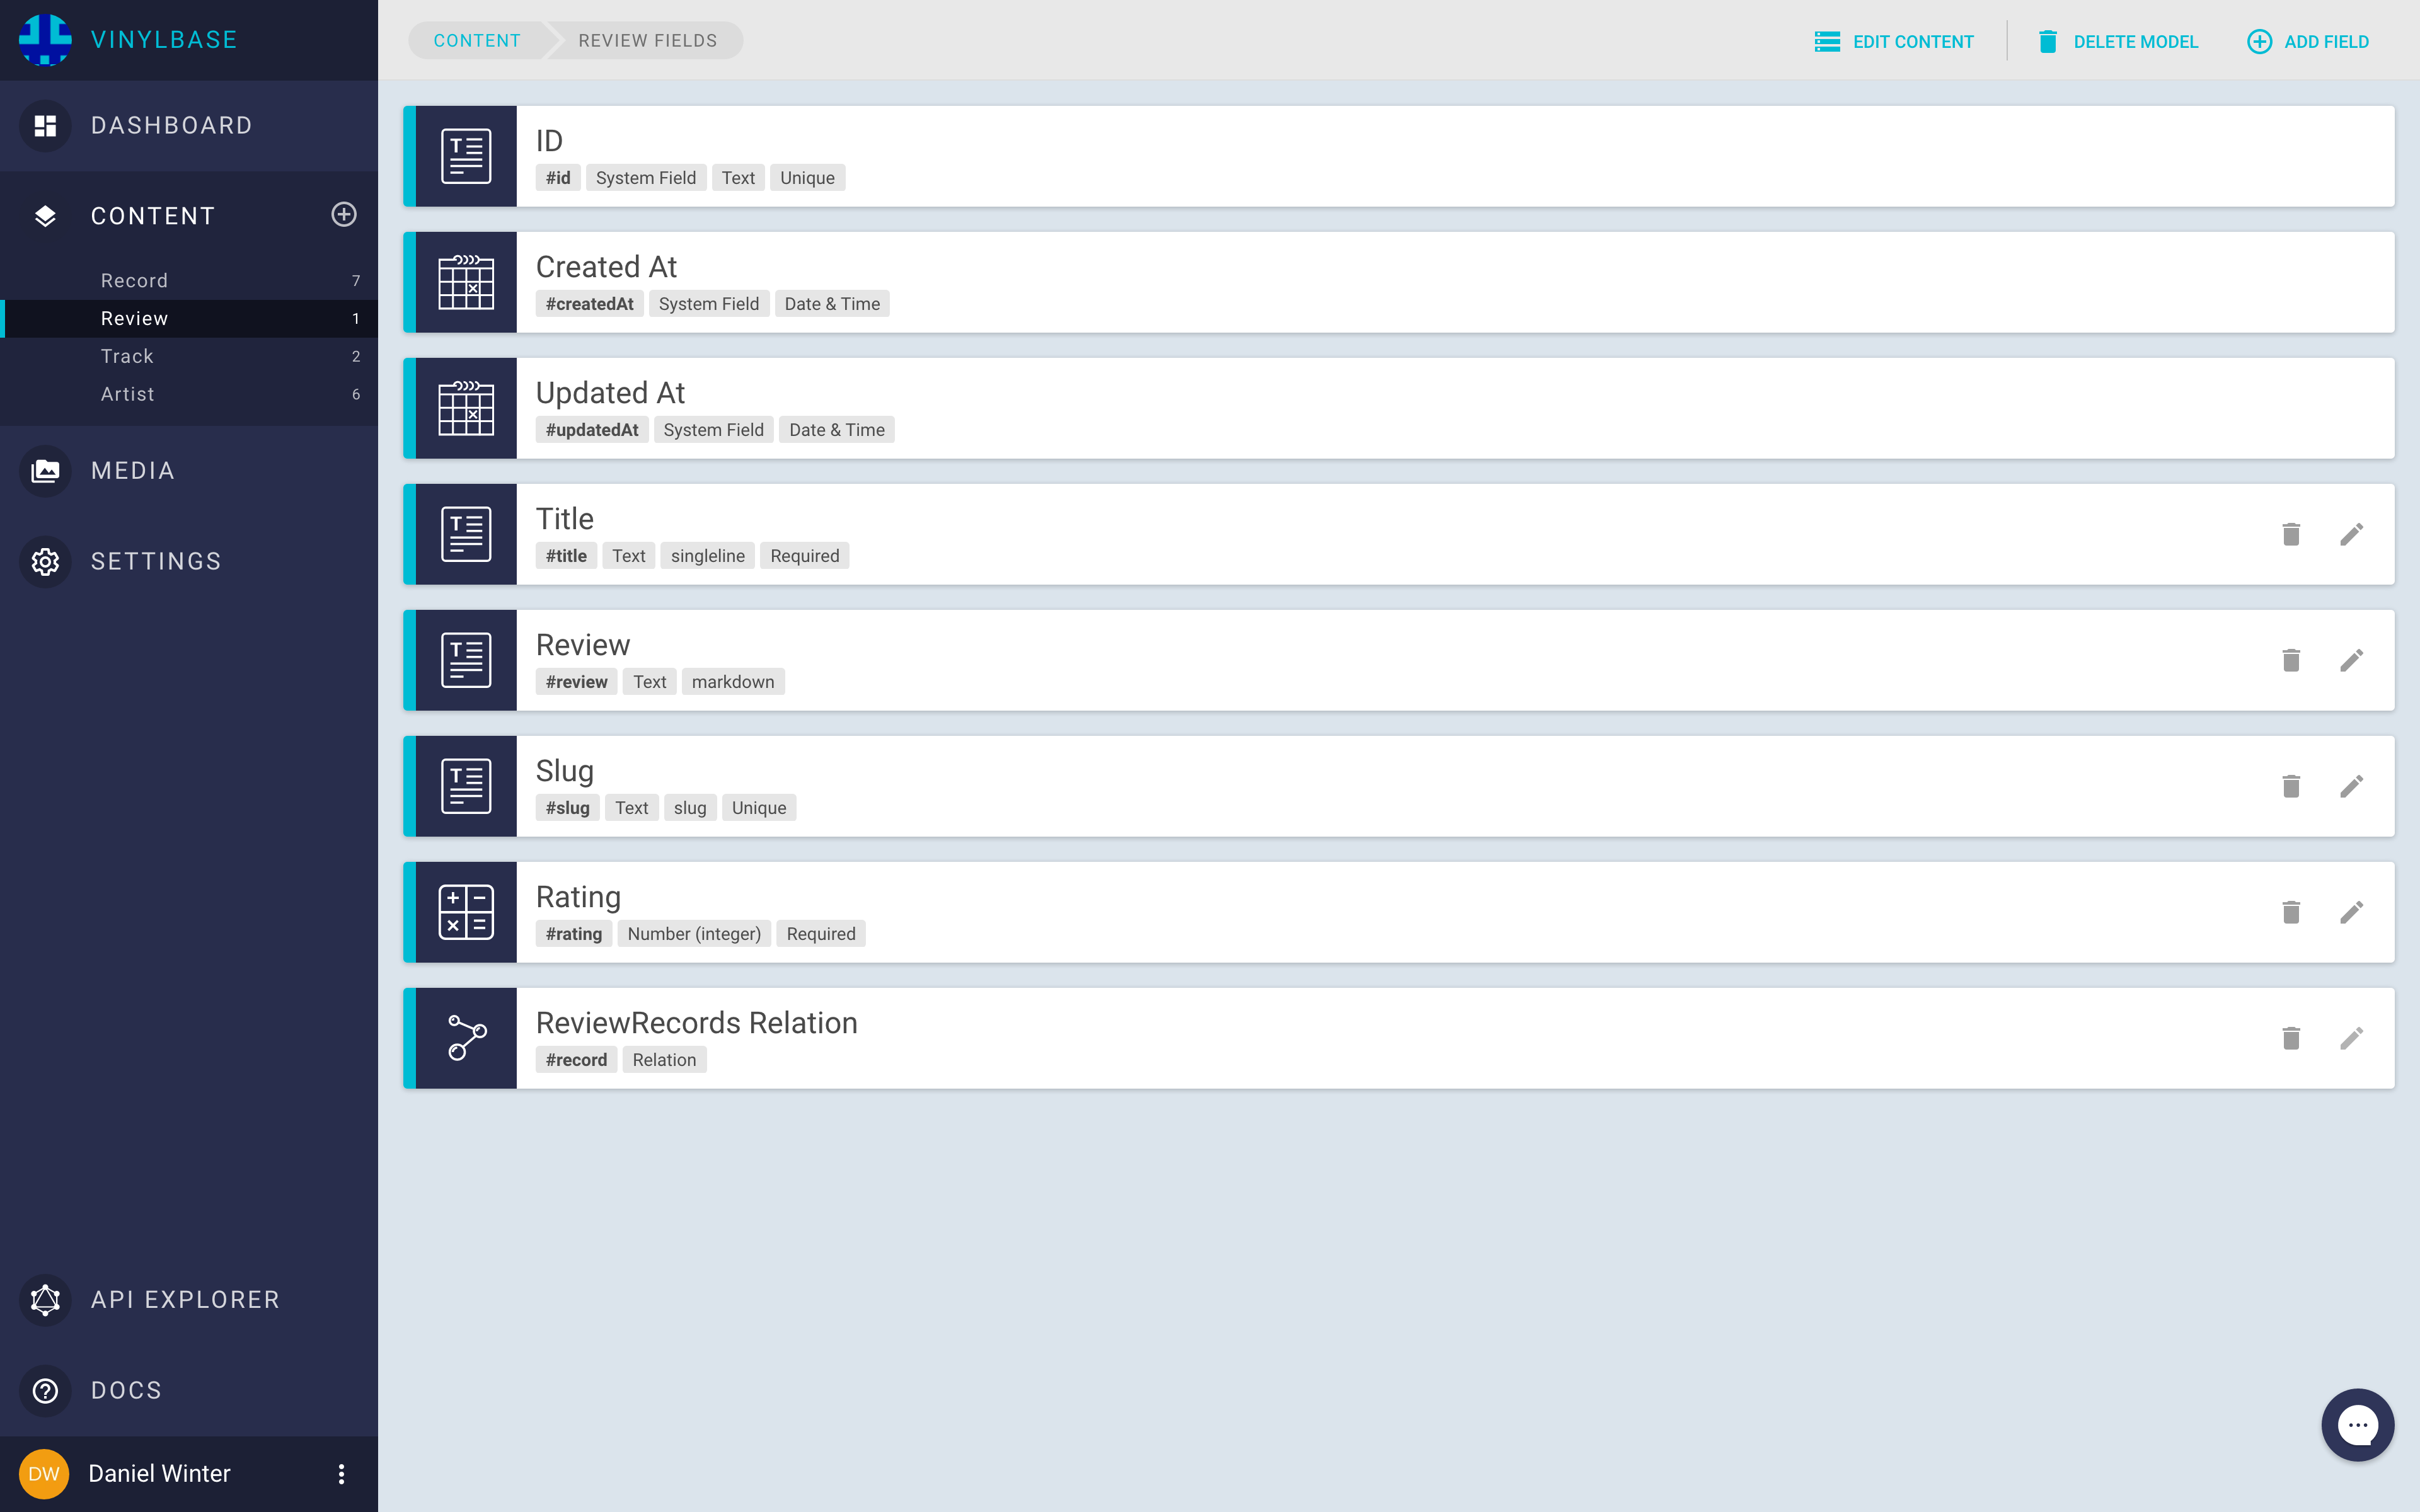 VINYLBASE
DASHBOARD
CONTENT
Record 7
Review 1
Track 2
Artist 6
MEDIA
SETTINGS
API EXPLORER
DOCS
DW Daniel Winter
CONTENT REVIEW FIELDS
EDIT CONTENT DELETE MODEL ADD FIELD
ID
#id System Field Text Unique
Created At
#createdAt System Field Date & Time
Updated At
#updatedAt System Field Date & Time
Title
#title Text singleline Required
Review
#review Text markdown
Slug
#slug Text slug Unique
Rating
#rating Number (integer) Required
ReviewRecords Relation
#record Relation